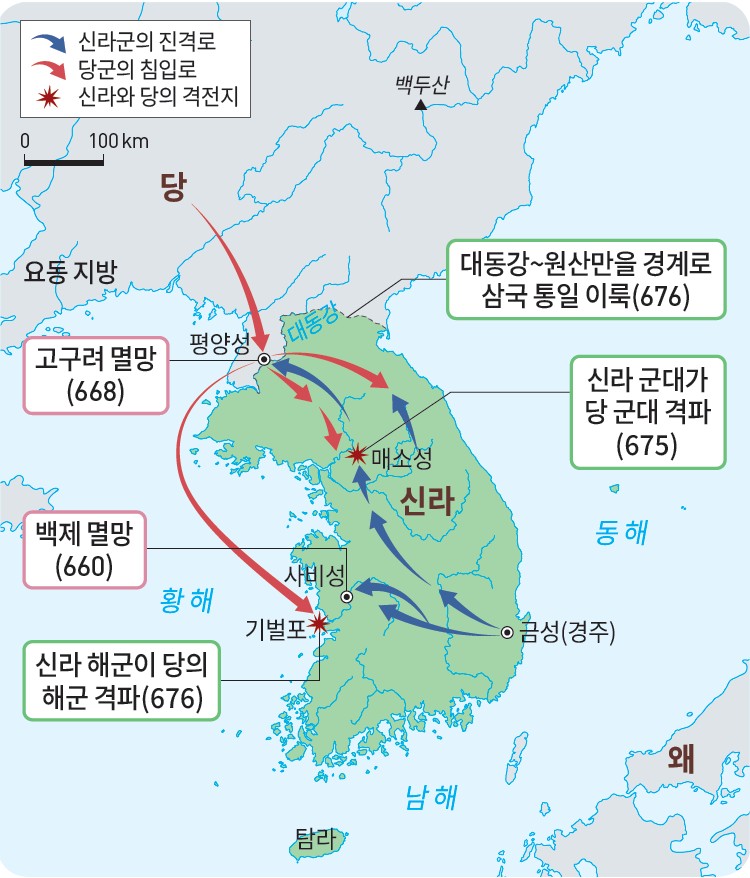 신라군의 진격로
당군의 침입로
신라와 당의 격전지
0 100 km
백두산
당
요동 지방
대동강~원산만을 경계로
삼국 통일 이룩(676)
대동강
평양성
고구려 멸망
(668)
신라 군대가
당 군대 격파
(675)
매소성
신라
동해
백제 멸망
(660)
사비성
황해
기벌포
금성(경주)
신라 해군이 당의
해군 격파(676)
왜
남해
탐라